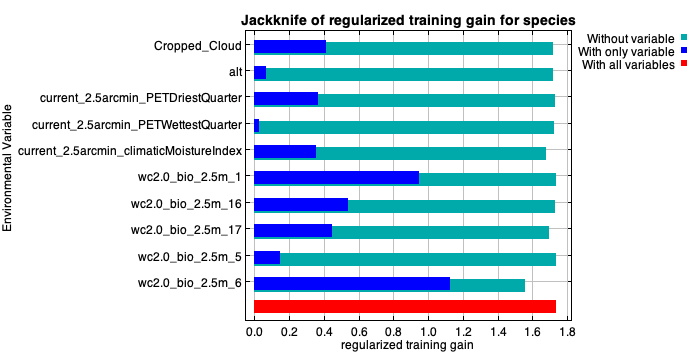 Jackknife of regularized training gain for species
Without variable
With only variable
With all variables
Environmental Variable
Cropped_Cloud
alt
current_2.5arcmin_PETDriestQuarter
current_2.5arcmin_PETWettestQuarter
current_2.5arcmin_climaticMoistureIndex
wc2.0_bio_2.5m_1
wc2.0_bio_2.5m_16
wc2.0_bio_2.5m_17
wc2.0_bio_2.5m_5
wc2.0_bio_2.5m_6
0.0 0.2 0.4 0.6 0.8 1.0 1.2 1.4 1.6 1.8
regularized training gain